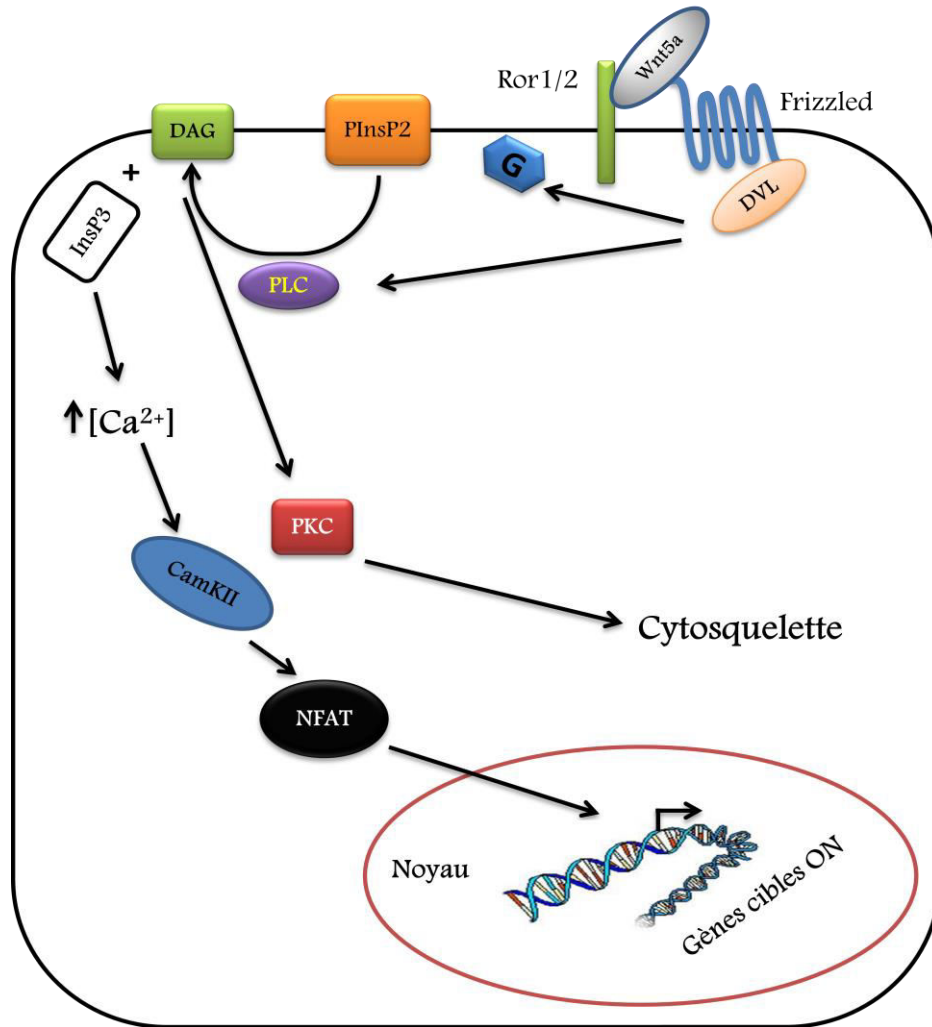 Wnt5a
Ror1/2
Frizzled
DAG
PInsP2
+
G
DVL
InsP3
PLC
↑[Ca²⁺]
PKC
CamKII
Cytosquelette
NFAT
Noyau
Gènes cibles ON